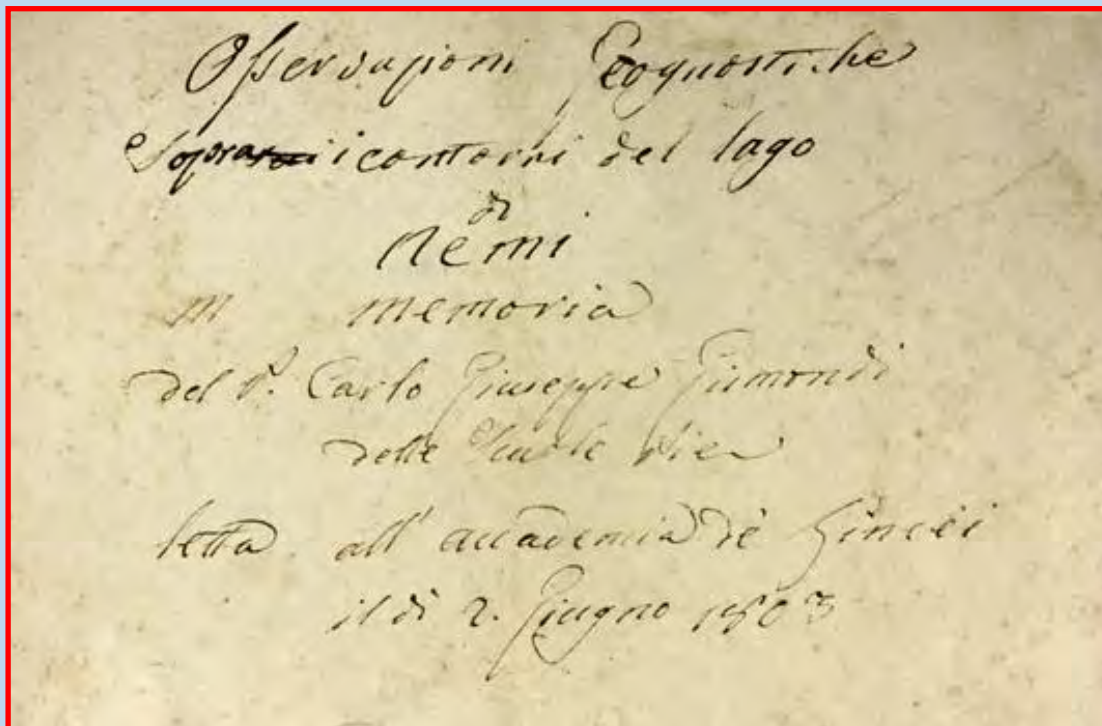 Osservazioni Geognostiche
Sopra i contorni del lago
di
Nemi
memoria
del P. Carlo Giuseppe Gismondi
delle Scuole Pie
letta all' accademia de' Lincei
il dì 2. Giugno 1803